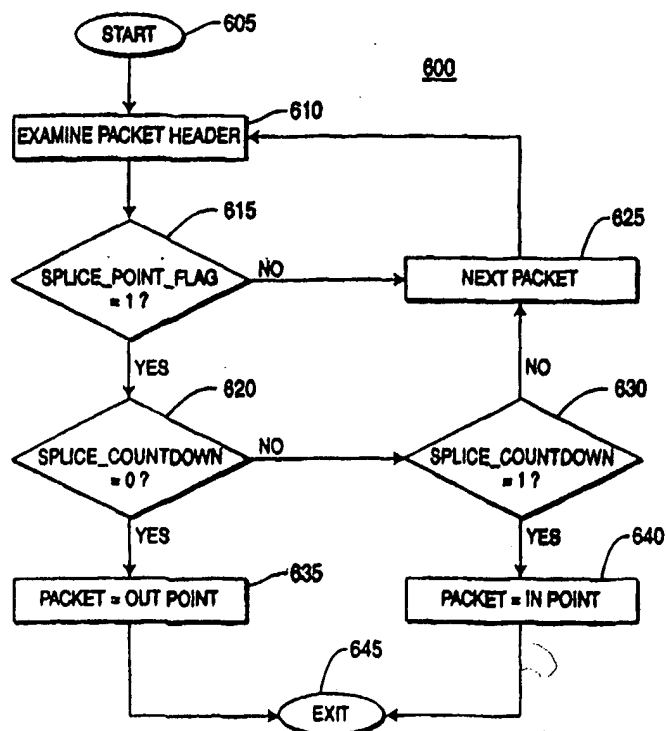 START
605
600
EXAMINE PACKET HEADER
610
615
SPLICE_POINT_FLAG
= 1 ?
NO
625
NEXT PACKET
YES
NO
620
630
SPLICE_COUNTDOWN
= 0 ?
NO
SPLICE_COUNTDOWN
= 1 ?
YES
YES
PACKET = OUT POINT
635
PACKET = IN POINT
640
645
EXIT